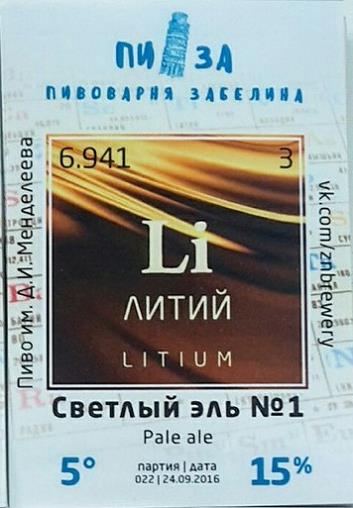 ПИ ЗА
ПИВОВАРНЯ ЗАБЕЛИНА
Пиво им. Д.И. Менделеева
6.941 3
Li
ЛИТИЙ
LITIUM
vk.com/znbrewery
Светлый эль №1
Pale ale
5° партия | дата 15%
022 | 24.09.2016